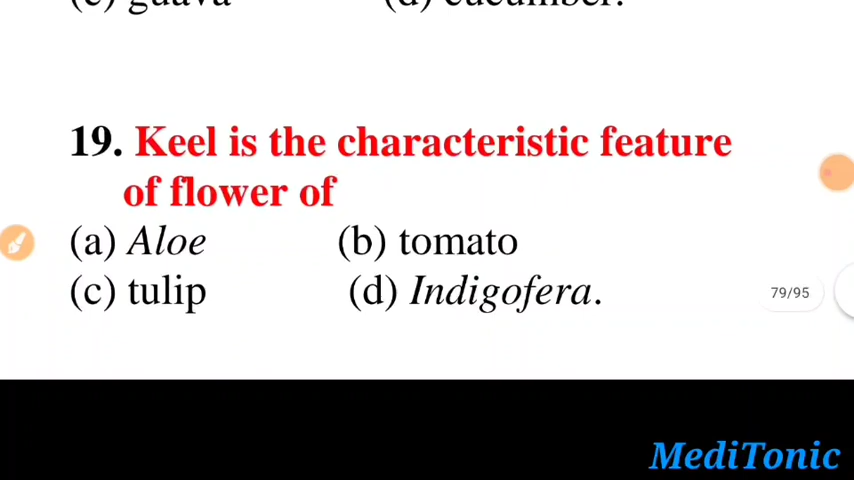 (c) guava (d) cucumber.
19. Keel is the characteristic feature
of flower of
(a) Aloe (b) tomato
(c) tulip (d) Indigofera.
79/95
MediTonic